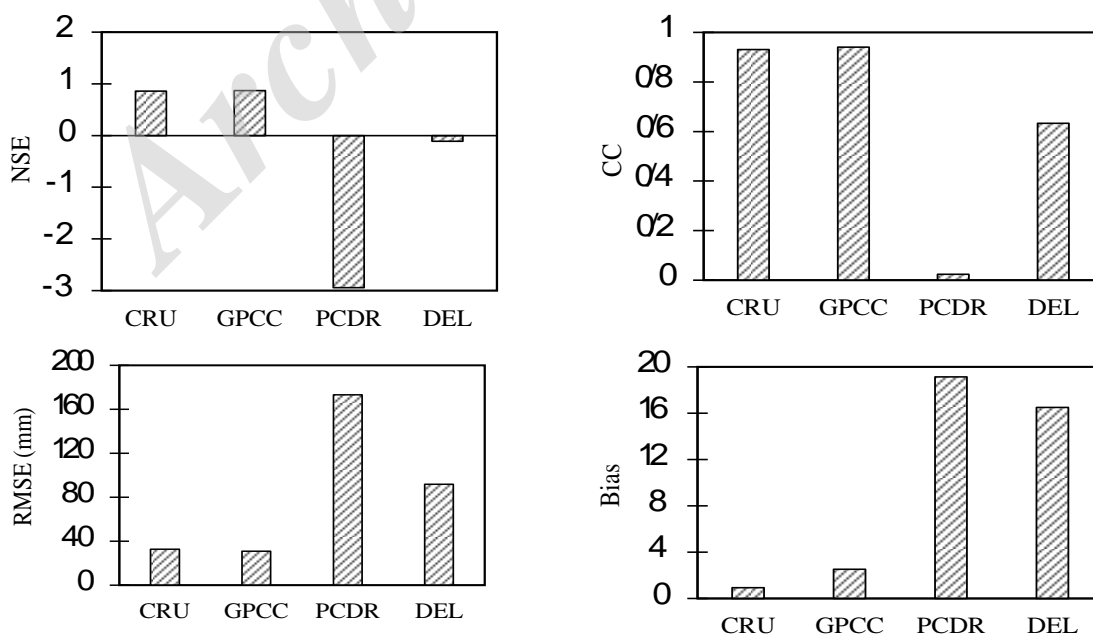 2
1
0
-1
-2
-3
NSE
CRU GPCC PCDR DEL
1
0/8
0/6
0/4
0/2
0
CC
CRU GPCC PCDR DEL
200
160
120
80
40
0
RMSE (mm)
CRU GPCC PCDR DEL
20
16
12
8
4
0
Bias
CRU GPCC PCDR DEL
Arch